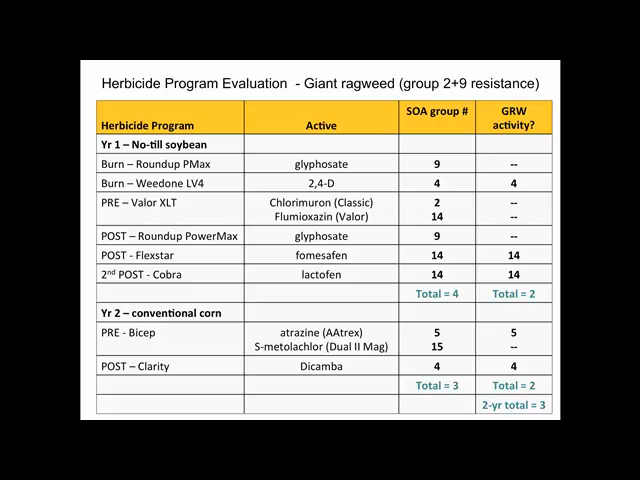 Herbicide Program Evaluation - Giant ragweed (group 2+9 resistance)
Herbicide Program Active SOA group # GRW activity?
Yr 1 – No-till soybean
Burn – Roundup PMax glyphosate 9 --
Burn – Weedone LV4 2,4-D 4 4
PRE – Valor XLT Chlorimuron (Classic) 2 --
Flumioxazin (Valor) 14 --
POST – Roundup PowerMax glyphosate 9 --
POST - Flexstar fomesafen 14 14
2nd POST - Cobra lactofen 14 14
Total = 4 Total = 2
Yr 2 – conventional corn
PRE - Bicep atrazine (AAtrex) 5 5
S-metolachlor (Dual II Mag) 15 --
POST – Clarity Dicamba 4 4
Total = 3 Total = 2
2-yr total = 3